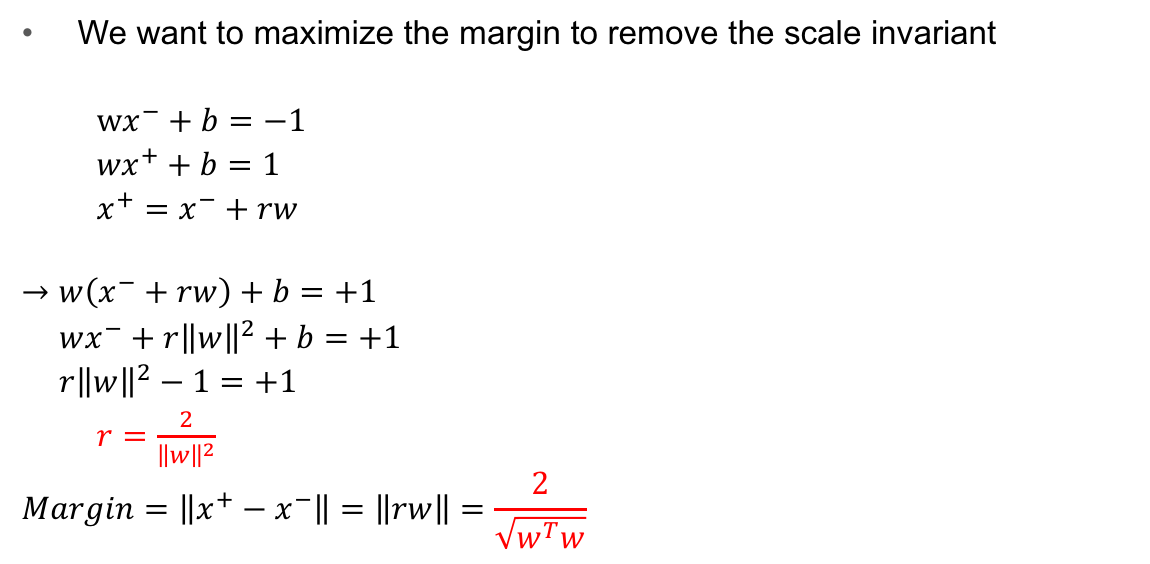 • We want to maximize the margin to remove the scale invariant
wx⁻ + b = −1
wx⁺ + b = 1
x⁺ = x⁻ + rw
→ w(x⁻ + rw) + b = +1
wx⁻ + r‖w‖² + b = +1
r‖w‖² − 1 = +1
r = 2/‖w‖²
Margin = ‖x⁺ − x⁻‖ = ‖rw‖ = 2/√(wᵀw)